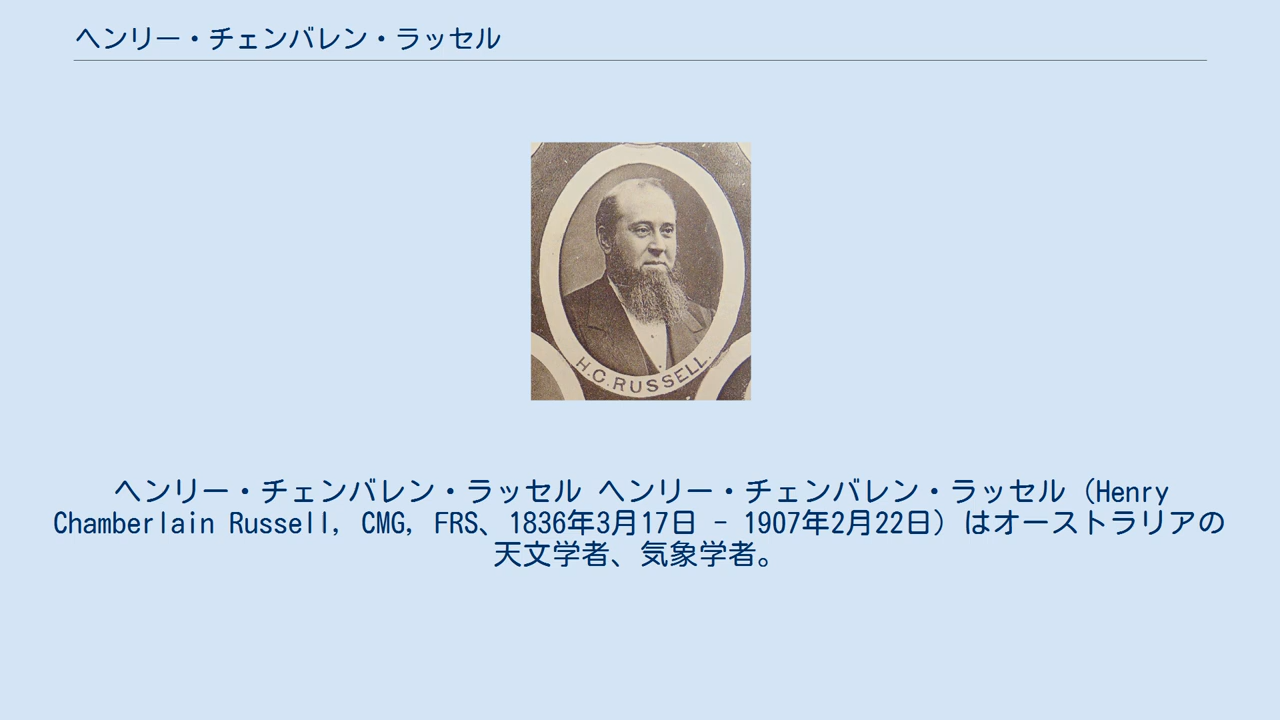 ヘンリー・チェンバレン・ラッセル
H.C.RUSSELL.
ヘンリー・チェンバレン・ラッセル ヘンリー・チェンバレン・ラッセル（Henry
Chamberlain Russell, CMG, FRS、1836年3月17日 - 1907年2月22日）はオーストラリアの
天文学者、気象学者。